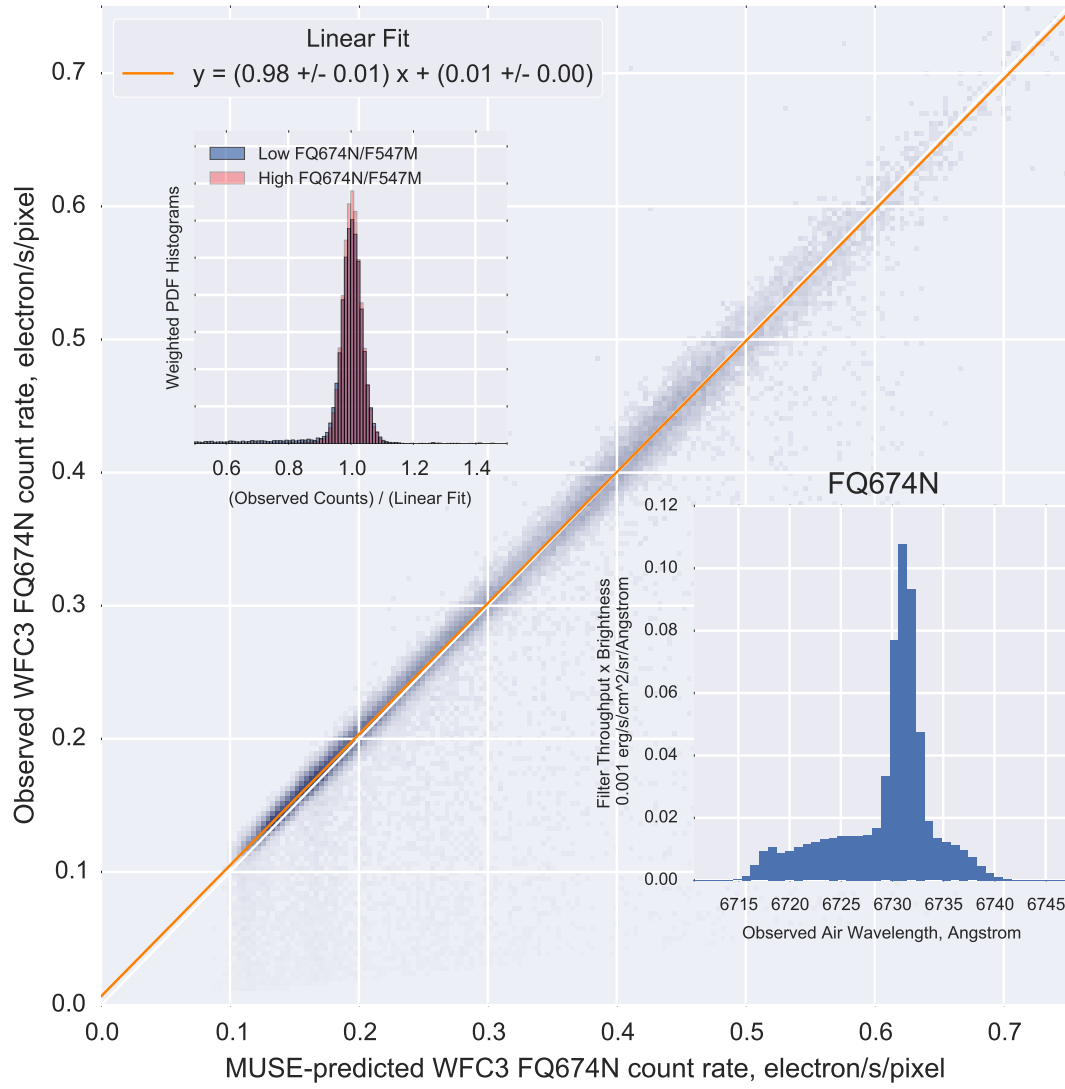 Linear Fit
y = (0.98 +/- 0.01) x + (0.01 +/- 0.00)
Observed WFC3 FQ674N count rate, electron/s/pixel
0.7
0.6
0.5
0.4
0.3
0.2
0.1
0.0
Low FQ674N/F547M
High FQ674N/F547M
Weighted PDF Histograms
0.6 0.8 1.0 1.2 1.4
(Observed Counts) / (Linear Fit)
FQ674N
Filter Throughput x Brightness
0.001 erg/s/cm^2/sr/Angstrom
0.12
0.10
0.08
0.06
0.04
0.02
0.00
6715 6720 6725 6730 6735 6740 6745
Observed Air Wavelength, Angstrom
0.0 0.1 0.2 0.3 0.4 0.5 0.6 0.7
MUSE-predicted WFC3 FQ674N count rate, electron/s/pixel